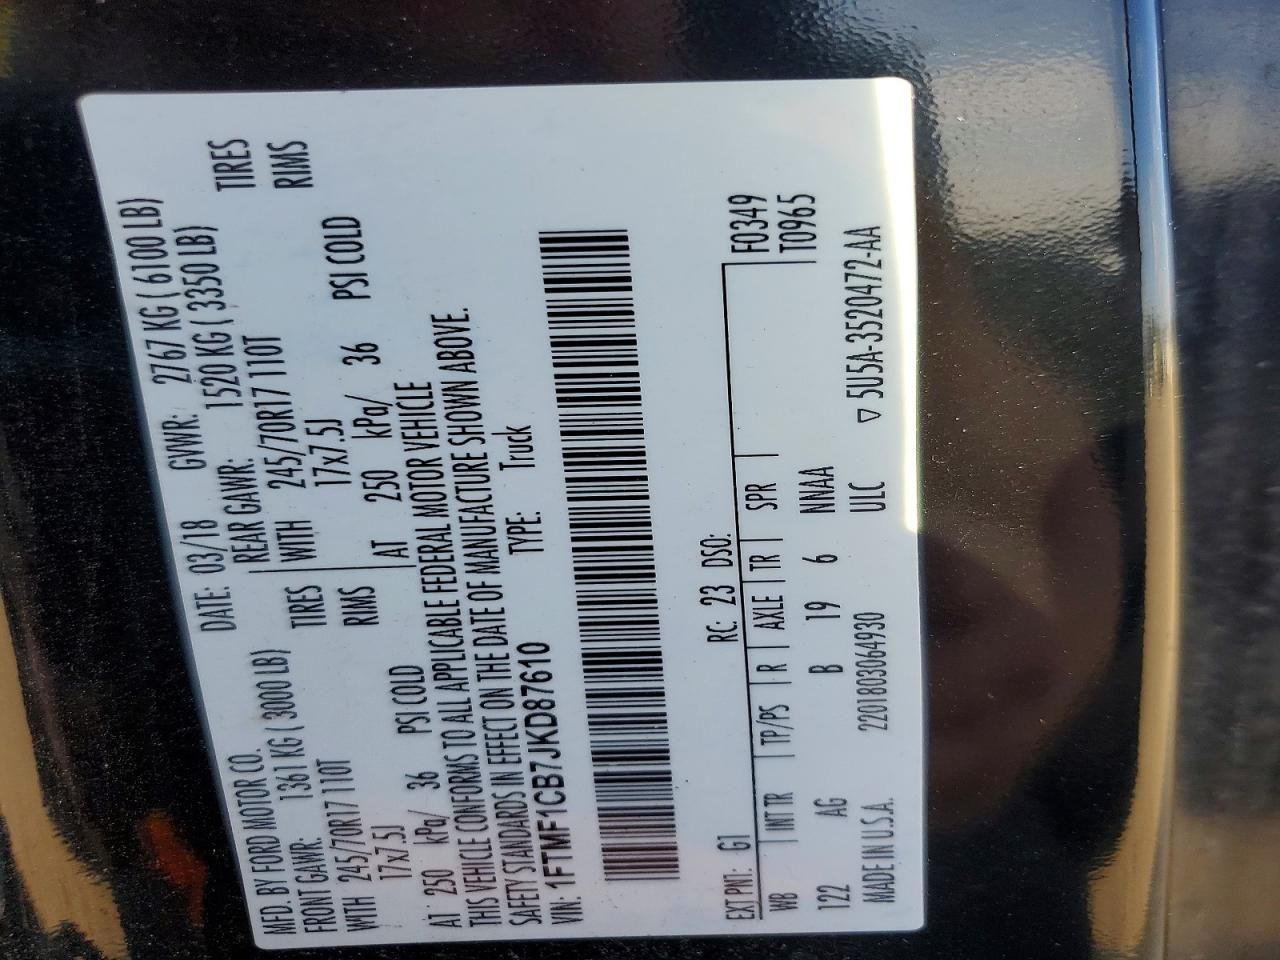 MFD. BY FORD MOTOR CO.
DATE: 03/18 GVWR: 2767 KG ( 6100 LB)
FRONT GAWR: 1361 KG ( 3000 LB) REAR GAWR: 1520 KG ( 3350 LB)
WITH 245/70R17 110T TIRES WITH 245/70R17 110T TIRES
17x7.5J RIMS 17x7.5J RIMS
AT 250 kPa/ 36 PSI COLD AT 250 kPa/ 36 PSI COLD
THIS VEHICLE CONFORMS TO ALL APPLICABLE FEDERAL MOTOR VEHICLE
SAFETY STANDARDS IN EFFECT ON THE DATE OF MANUFACTURE SHOWN ABOVE.
VIN: 1FTMF1CB7JKD87610 TYPE: Truck
EXT PNT: G1 RC: 23 DSO: F0349
WB INT TR TP/PS R AXLE TR SPR T0965
122 AG B 19 6 NNAA
MADE IN U.S.A. 22018030 64930 ULC ▽ 5U5A-3520472-AA